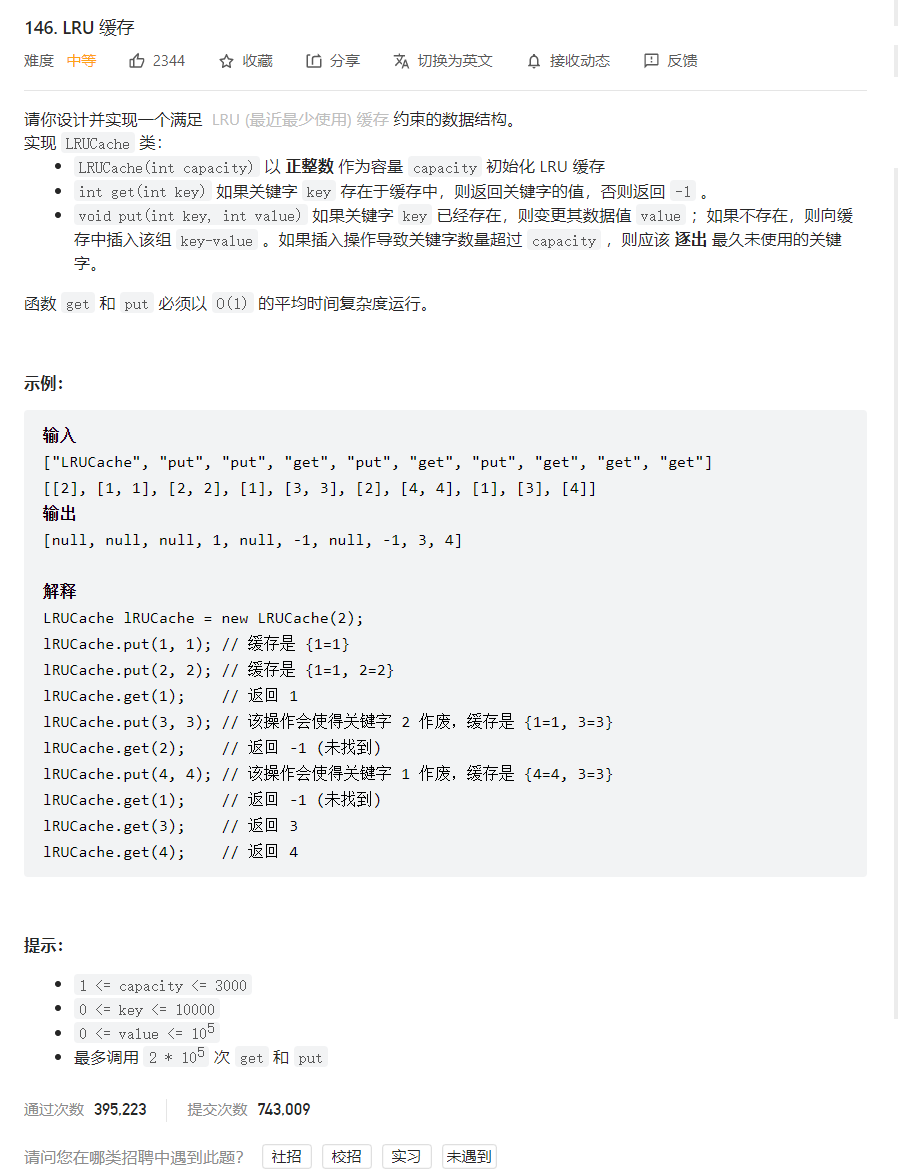 146. LRU 缓存
难度 中等 2344 收藏 分享 切换为英文 接收动态 反馈
请你设计并实现一个满足 LRU (最近最少使用) 缓存 约束的数据结构。
实现 LRUCache 类：
LRUCache(int capacity) 以 正整数 作为容量 capacity 初始化 LRU 缓存
int get(int key) 如果关键字 key 存在于缓存中，则返回关键字的值，否则返回 -1 。
void put(int key, int value) 如果关键字 key 已经存在，则变更其数据值 value ；如果不存在，则向缓
存中插入该组 key-value 。如果插入操作导致关键字数量超过 capacity ，则应该 逐出 最久未使用的关键
字。
函数 get 和 put 必须以 O(1) 的平均时间复杂度运行。
示例：
输入
["LRUCache", "put", "put", "get", "put", "get", "put", "get", "get", "get"]
[[2], [1, 1], [2, 2], [1], [3, 3], [2], [4, 4], [1], [3], [4]]
输出
[null, null, null, 1, null, -1, null, -1, 3, 4]
解释
LRUCache lRUCache = new LRUCache(2);
lRUCache.put(1, 1); // 缓存是 {1=1}
lRUCache.put(2, 2); // 缓存是 {1=1, 2=2}
lRUCache.get(1);    // 返回 1
lRUCache.put(3, 3); // 该操作会使得关键字 2 作废，缓存是 {1=1, 3=3}
lRUCache.get(2);    // 返回 -1 (未找到)
lRUCache.put(4, 4); // 该操作会使得关键字 1 作废，缓存是 {4=4, 3=3}
lRUCache.get(1);    // 返回 -1 (未找到)
lRUCache.get(3);    // 返回 3
lRUCache.get(4);    // 返回 4
提示：
1 <= capacity <= 3000
0 <= key <= 10000
0 <= value <= 10⁵
最多调用 2 * 10⁵ 次 get 和 put
通过次数 395,223 提交次数 743,009
请问您在哪类招聘中遇到此题？ 社招 校招 实习 未遇到